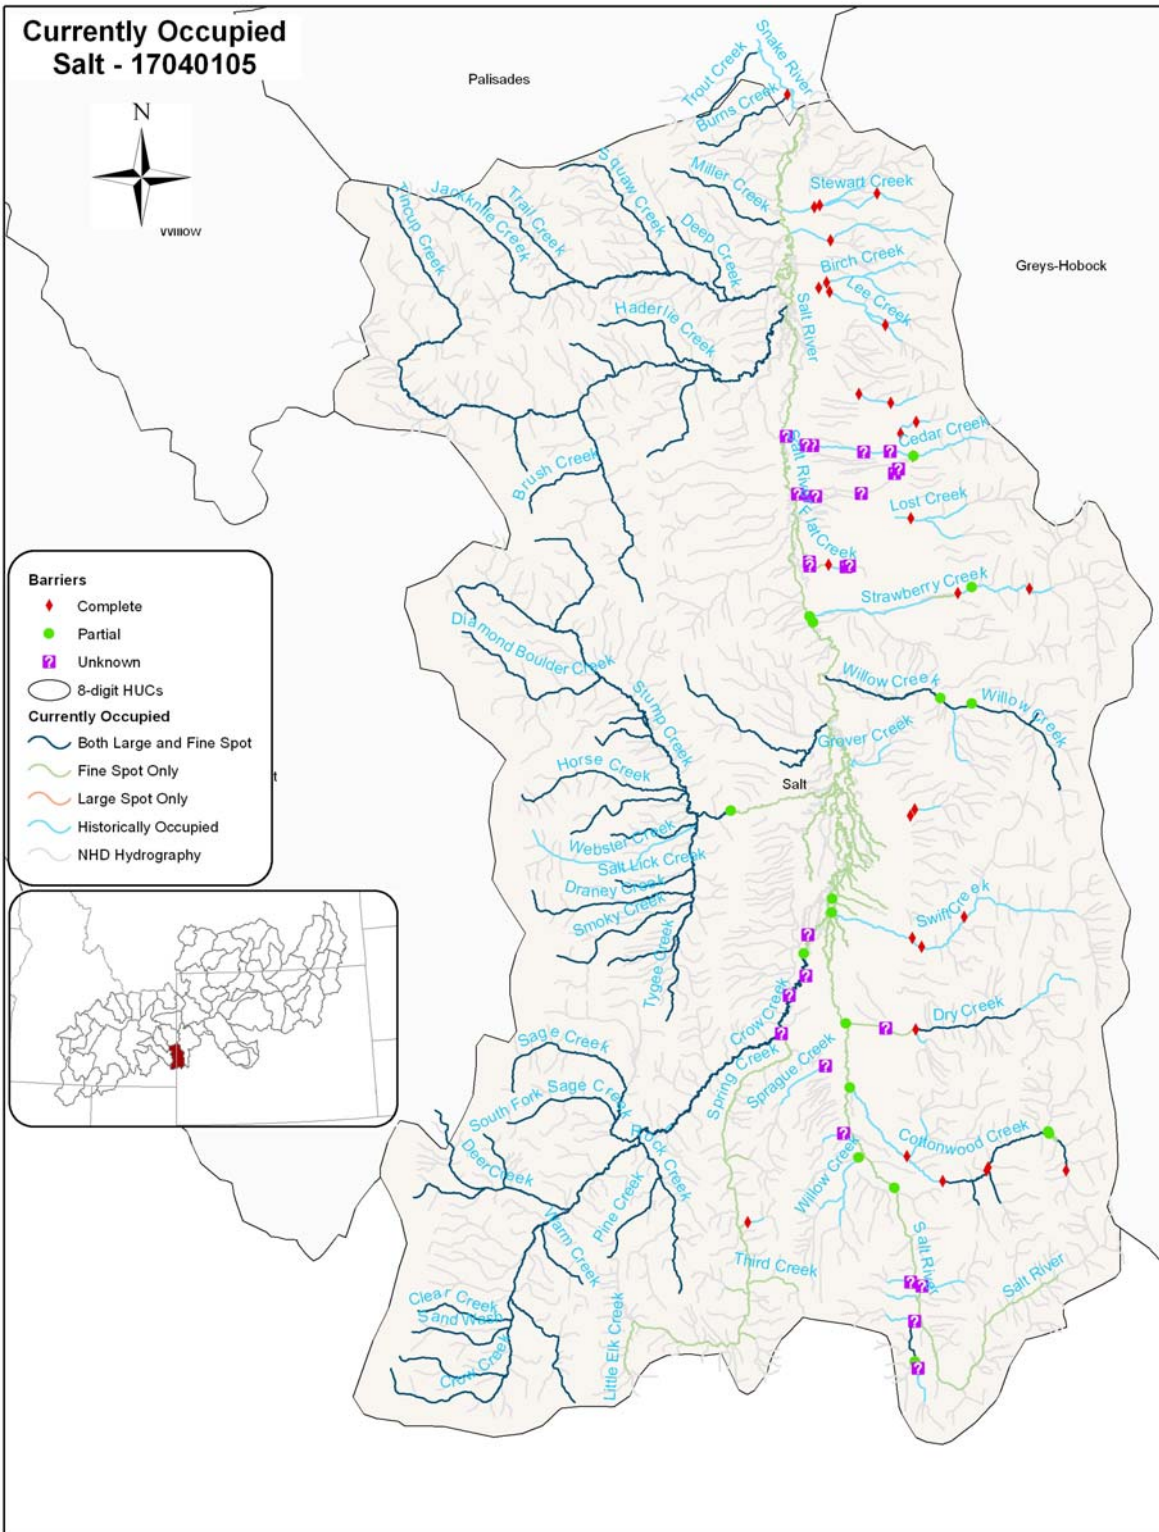 Currently Occupied
Salt - 17040105
N
Palisades
Willow
Greys-Hobock
Snake River
Trout Creek
Burns Creek
Squaw Creek
Miller Creek
Stewart Creek
Tincup Creek
Jackknife Creek
Trail Creek
Deep Creek
Birch Creek
Lee Creek
Salt River
Haderlie Creek
Cedar Creek
Salt River
Brush Creek
Lost Creek
Flat Creek
Strawberry Creek
Diamond Boulder Creek
Stump Creek
Willow Creek
Willow Creek
Grover Creek
Horse Creek
Salt
Webster Creek
Salt Lick Creek
Draney Creek
Smoky Creek
Tygee Creek
Swift Creek
Crow Creek
Dry Creek
Sage Creek
Spring Creek
Sprague Creek
South Fork Sage Creek
Rock Creek
Cottonwood Creek
Deer Creek
Pine Creek
Willow Creek
Warm Creek
Salt River
Third Creek
Salt River
Clear Creek
Sand Wash
Crow Creek
Little Elk Creek
Barriers
Complete
Partial
? Unknown
8-digit HUCs
Currently Occupied
Both Large and Fine Spot
Fine Spot Only
Large Spot Only
Historically Occupied
NHD Hydrography
t